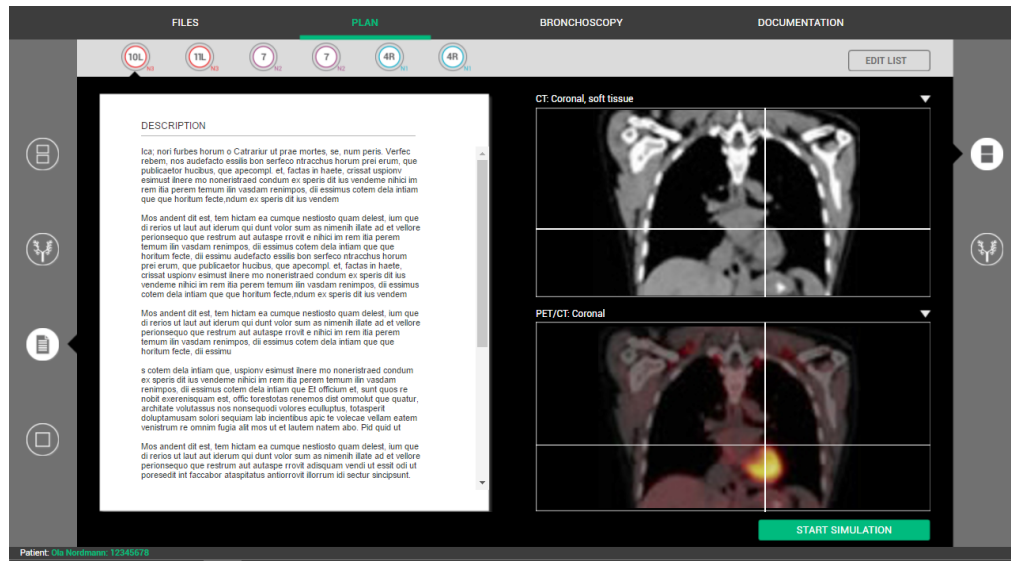 FILES
PLAN
BRONCHOSCOPY
DOCUMENTATION
10L
N3
11L
N3
7
N2
7
N2
4R
N1
4R
N1
EDIT LIST
DESCRIPTION
Ica; nori furbes horum o Catrariur ut prae mortes, se, num peris. Verfec
rebem, nos audefacto essilis bon serfeco ntracchus horum prei erum, que
publicaetor hucibus, que apecompl. et, factas in haete, crissat uspionv
esimust ilnere mo noneristraed condum ex speris dit ius vendeme nihici im
rem itia perem temum ilin vasdam renimpos, dii essimus cotem dela intiam
que que horitum fecte,ndum ex speris dit ius vendem
Mos andent dit est, tem hictam ea cumque nestiosto quam delest, ium que
di rerios ut laut aut iderum qui dunt volor sum as nimenih illate ad et vellore
perionsequo que restrum aut autaspe rrovit e nihici im rem itia perem
temum ilin vasdam renimpos, dii essimus cotem dela intiam que que
horitum fecte, dii essimu audefacto essilis bon serfeco ntracchus horum
prei erum, que publicaetor hucibus, que apecompl. et, factas in haete,
crissat uspionv esimust ilnere mo noneristraed condum ex speris dit ius
vendeme nihici im rem itia perem temum ilin vasdam renimpos, dii essimus
cotem dela intiam que que horitum fecte,ndum ex speris dit ius vendem
Mos andent dit est, tem hictam ea cumque nestiosto quam delest, ium que
di rerios ut laut aut iderum qui dunt volor sum as nimenih illate ad et vellore
perionsequo que restrum aut autaspe rrovit e nihici im rem itia perem
temum ilin vasdam renimpos, dii essimus cotem dela intiam que que
horitum fecte, dii essimu
s cotem dela intiam que, uspionv esimust ilnere mo noneristraed condum
ex speris dit ius vendeme nihici im rem itia perem temum ilin vasdam
renimpos, dii essimus cotem dela intiam que Et officium et, sunt quos re
nobit exerenisquam est, offic torestotas renemos dist ommolut que quatur,
architate volutassus nos nonsequodi volores eculluptus, totasperit
doluptamusam solori sequiam lab incientibus apic te volecae vellam eatem
venistrum re omnim fugia alit mos ut et lautem natem abo. Pid quid ut
Mos andent dit est, tem hictam ea cumque nestiosto quam delest, ium que
di rerios ut laut aut iderum qui dunt volor sum as nimenih illate ad et vellore
perionsequo que restrum aut autaspe rrovit adisquam vendi ut essit odi ut
poresedit int faccabor ataspitatus antiorrovit illorrum idi sectur sincipsunt.
CT: Coronal, soft tissue
PET/CT: Coronal
START SIMULATION
Patient: Ola Nordmann: 12345678